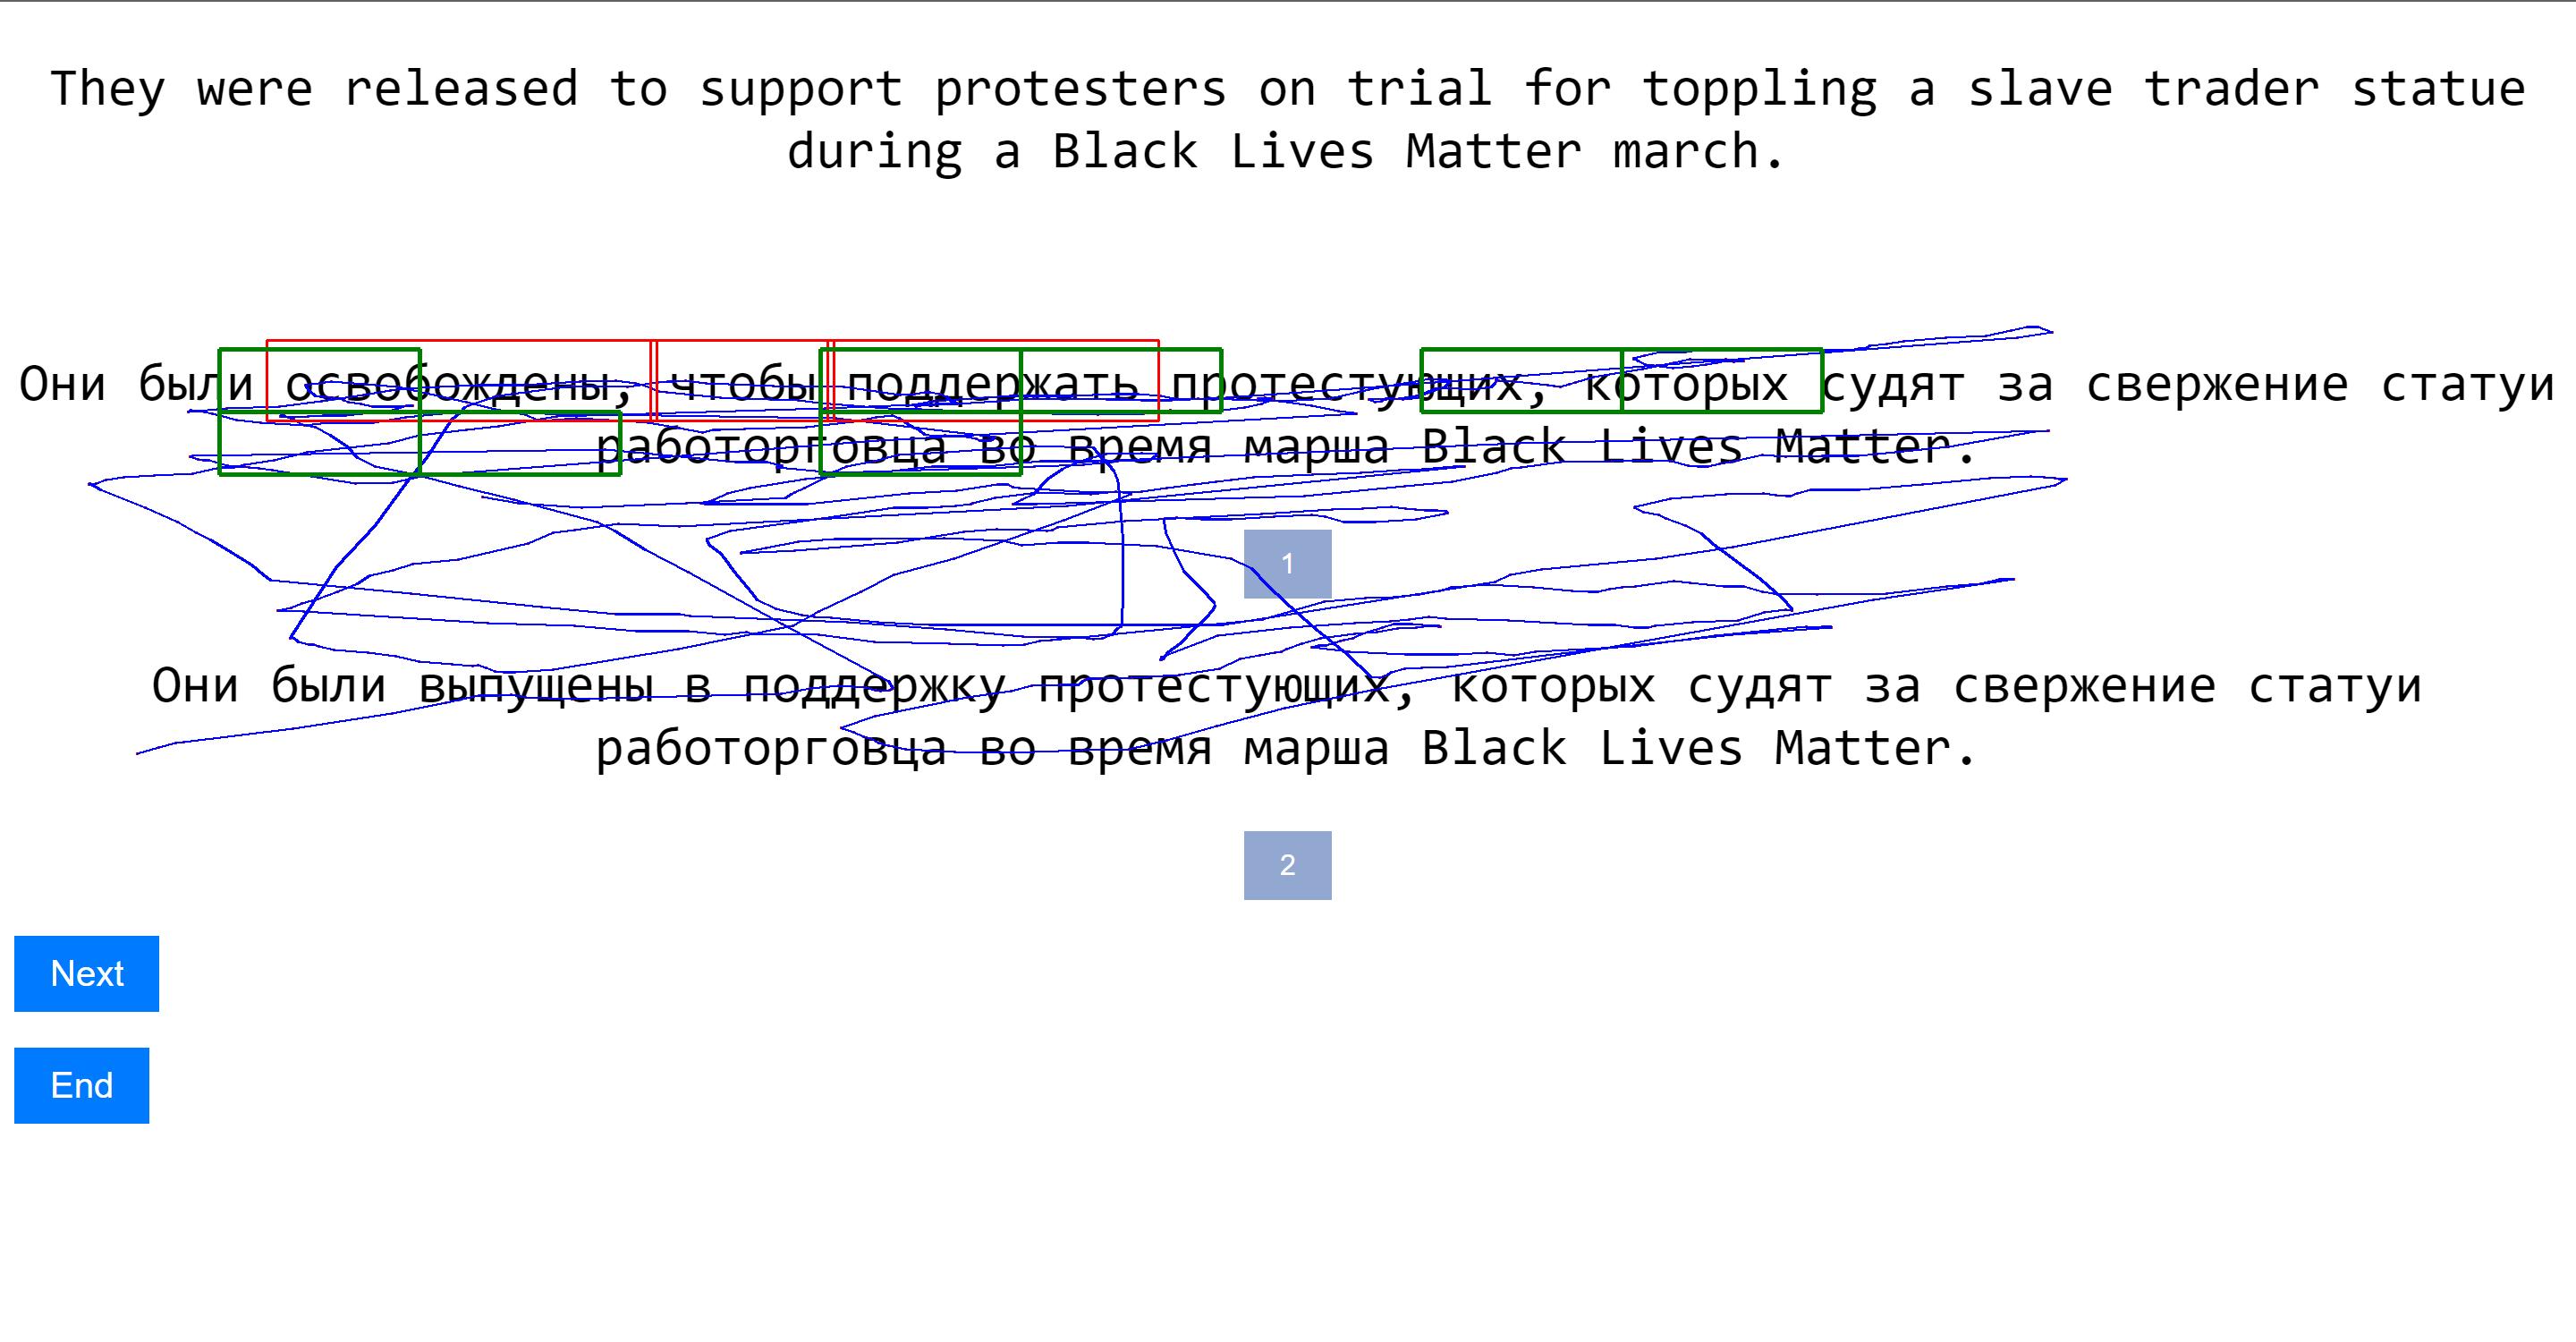 They were released to support protesters on trial for toppling a slave trader statue
during a Black Lives Matter march.
Они были освобождены, чтобы поддержать протестующих, которых судят за свержение статуи
работорговца во время марша Black Lives Matter.
1
Они были выпущены в поддержку протестующих, которых судят за свержение статуи
работорговца во время марша Black Lives Matter.
2
Next
End